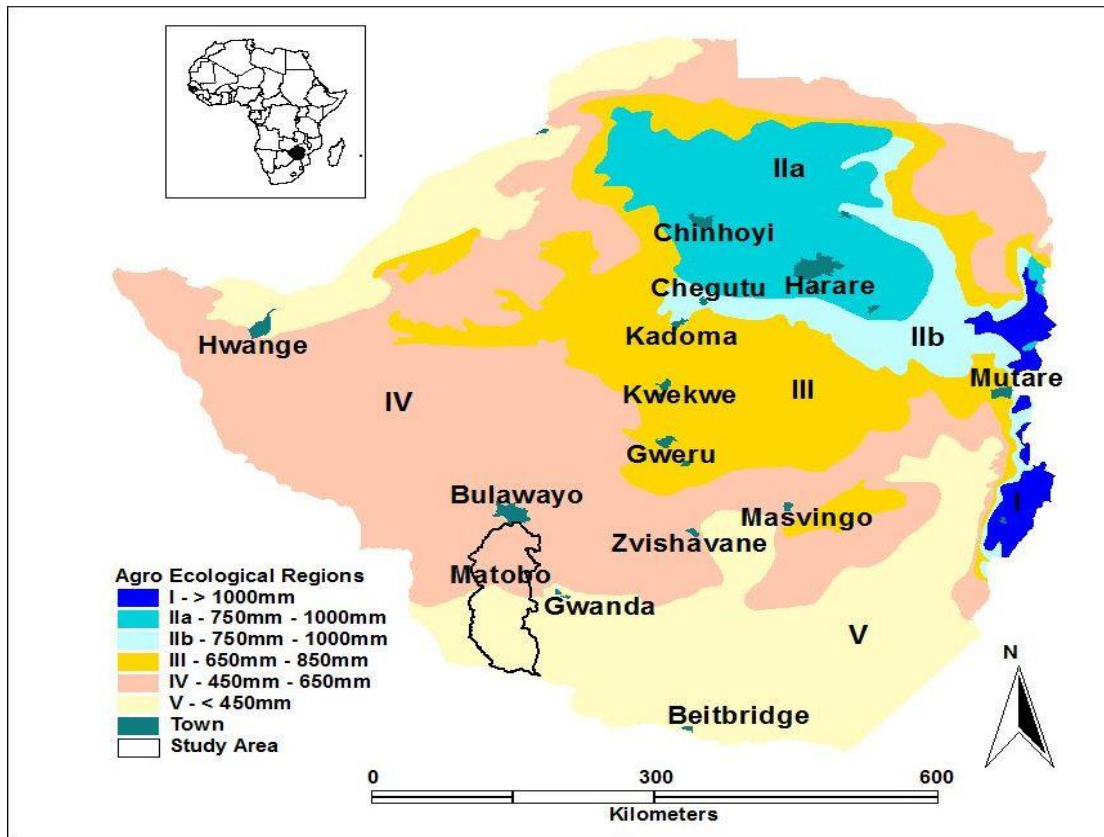 IIa
Chinhoyi
Chegutu
Harare
Kadoma
IIb
Hwange
Mutare
Kwekwe
III
IV
Gweru
Bulawayo
Masvingo
I
Zvishavane
Matobo
Gwanda
V
Beitbridge
Agro Ecological Regions
I - > 1000mm
IIa - 750mm - 1000mm
IIb - 750mm - 1000mm
III - 650mm - 850mm
IV - 450mm - 650mm
V - < 450mm
Town
Study Area
N
0 300 600
Kilometers